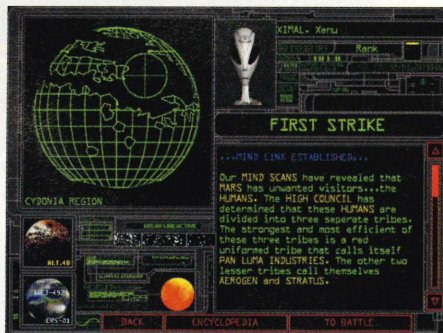 XIMAL. Xenu
Rank
FIRST STRIKE
...MIND LINK ESTABLISHED...
Our MIND SCANS have revealed that
MARS has unwanted visitors...the
HUMANS. The HIGH COUNCIL has
determined that these HUMANS are
divided into three seperate tribes.
The strongest and most efficient of
these three tribes is a red
uniformed tribe that calls itself
PAN LUMA INDUSTRIES. The other two
lesser tribes call themselves
AEROGEN and STRATUS.
CYDONIA REGION
ALT.46
BACK
ENCYCLOPEDIA
TO BATTLE